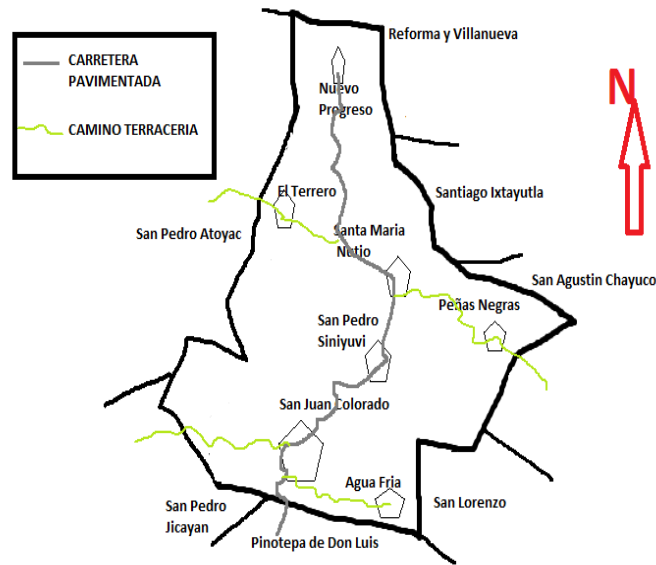 Reforma y Villanueva
CARRETERA
PAVIMENTADA
CAMINO TERRACERIA
N
Nuevo
Progreso
El Terrero
Santiago Ixtayutla
San Pedro Atoyac
Santa Maria
Nutio
San Agustin Chayuco
Peñas Negras
San Pedro
Siniyuvi
San Juan Colorado
Agua Fria
San Lorenzo
San Pedro
Jicayan
Pinotepa de Don Luis